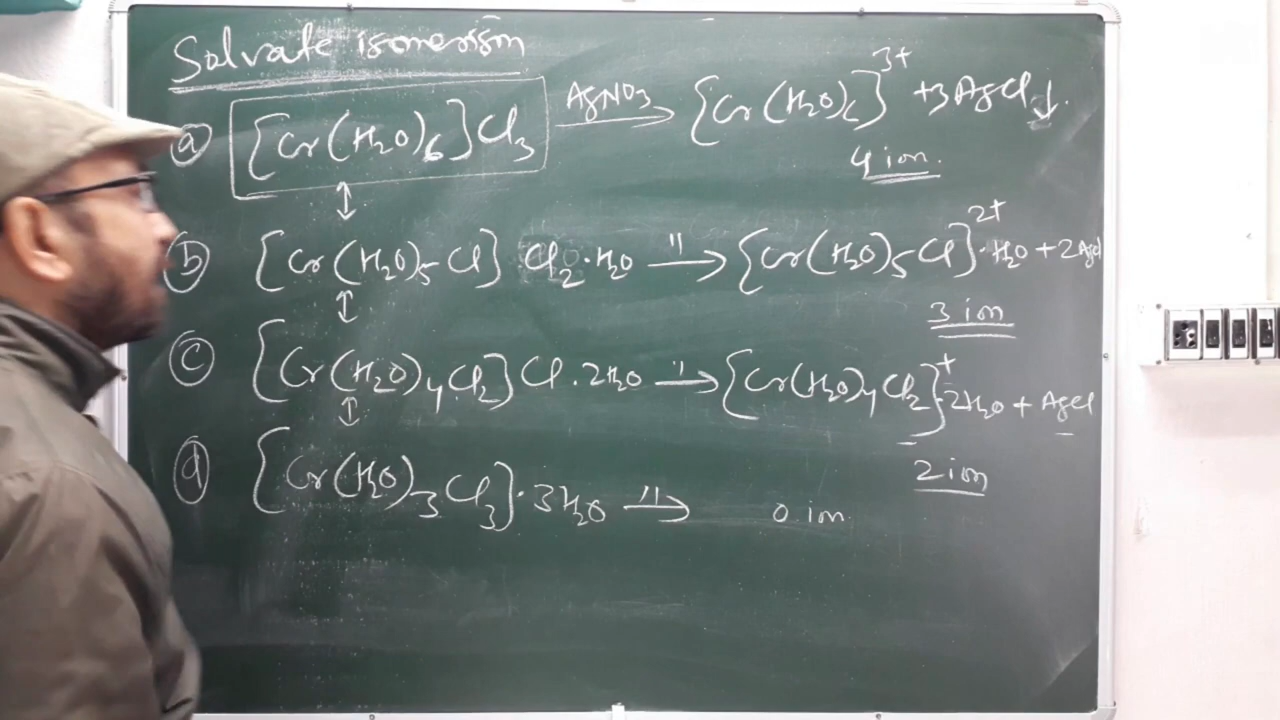 Solvate isomerism
(a) [Cr(H₂O)₆]Cl₃ AgNO₃ → [Cr(H₂O)₆]³⁺ + 3AgCl↓.
4 ion.
↕
(b) [Cr(H₂O)₅Cl] Cl₂·H₂O " → [Cr(H₂O)₅Cl]²⁺·H₂O + 2AgCl
3 ion
↕
(c) [Cr(H₂O)₄Cl₂]Cl.2H₂O " → [Cr(H₂O)₄Cl₂]⁺·2H₂O + AgCl
2 ion
↕
(d) [Cr(H₂O)₃Cl₃]·3H₂O " → 0 ion